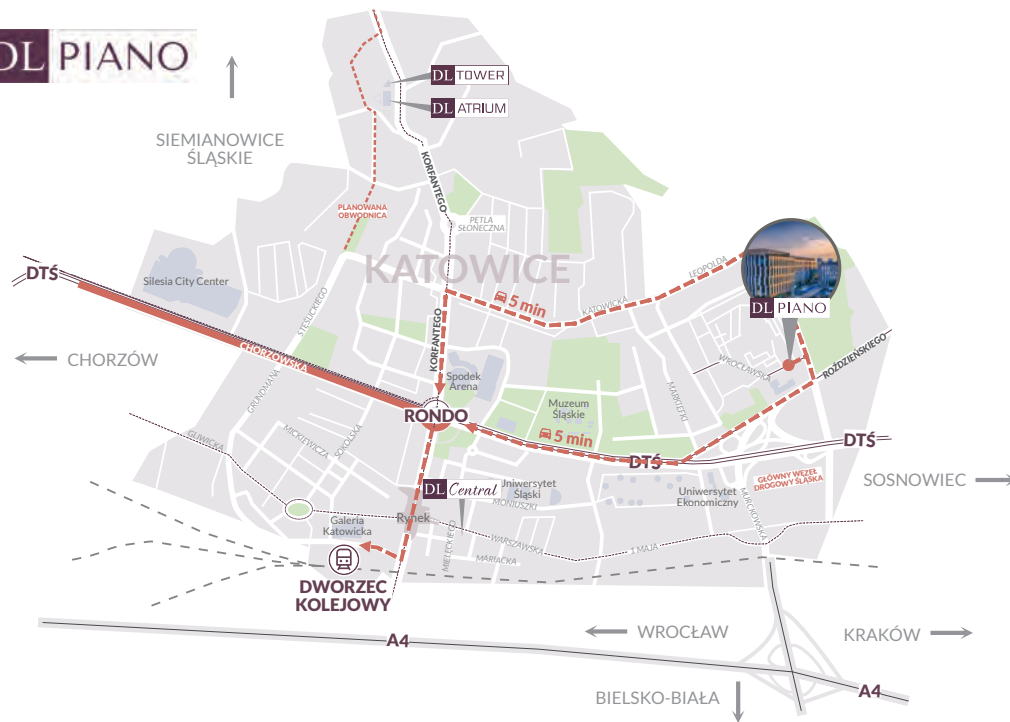 DL PIANO
SIEMIANOWICE
ŚLĄSKIE
DL TOWER
DL ATRIUM
KORFANTEGO
PLANOWANA
OBWODNICA
PĘTLA
SŁONECZNA
KATOWICE
LEOPOLDA
DTŚ
Silesia City Center
STĘŚLICKIEGO
5 min
KATOWICKA
DL PIANO
CHORZÓW
CHORZOWSKA
KORFANTEGO
WROCŁAWSKA
ROŹDZIEŃSKIEGO
GRUNDMANA
Spodek
Arena
MARKIEFKI
Muzeum
Śląskie
RONDO
GLIWICKA
MICKIEWICZA
SOKOLSKA
5 min
DTŚ
DTŚ
GŁÓWNY WĘZEŁ
DROGOWY ŚLĄSKA
SOSNOWIEC
DL Central
Uniwersytet
Śląski
MONIUSZKI
Uniwersytet
Ekonomiczny
MURCKOWSKA
Galeria
Katowicka
Rynek
MIELĘCKIEGO
WARSZAWSKA
MARIACKA
1 MAJA
DWORZEC
KOLEJOWY
A4
WROCŁAW
KRAKÓW
BIELSKO-BIAŁA
A4